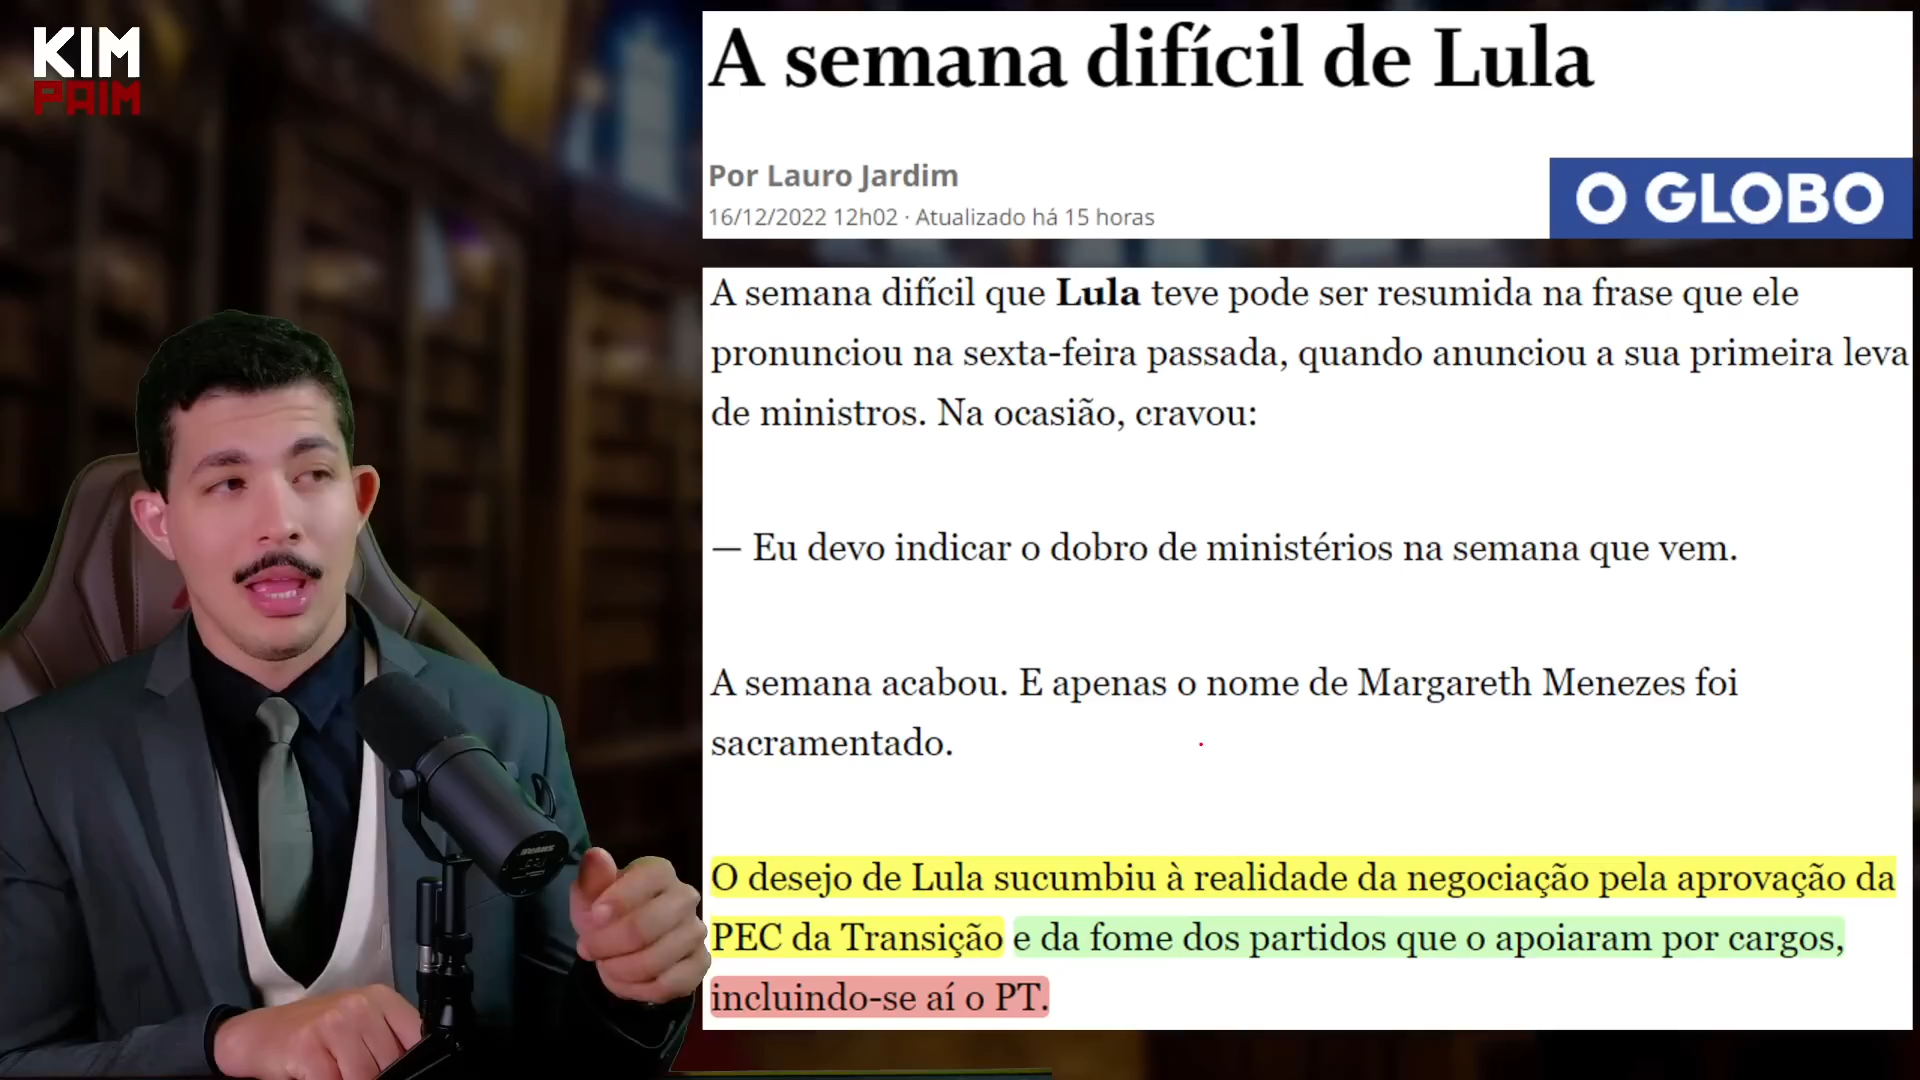 KIM
PAIM
A semana difícil de Lula
Por Lauro Jardim
16/12/2022 12h02 · Atualizado há 15 horas
O GLOBO
A semana difícil que Lula teve pode ser resumida na frase que ele
pronunciou na sexta-feira passada, quando anunciou a sua primeira leva
de ministros. Na ocasião, cravou:
— Eu devo indicar o dobro de ministérios na semana que vem.
A semana acabou. E apenas o nome de Margareth Menezes foi
sacramentado.
O desejo de Lula sucumbiu à realidade da negociação pela aprovação da
PEC da Transição e da fome dos partidos que o apoiaram por cargos,
incluindo-se aí o PT.